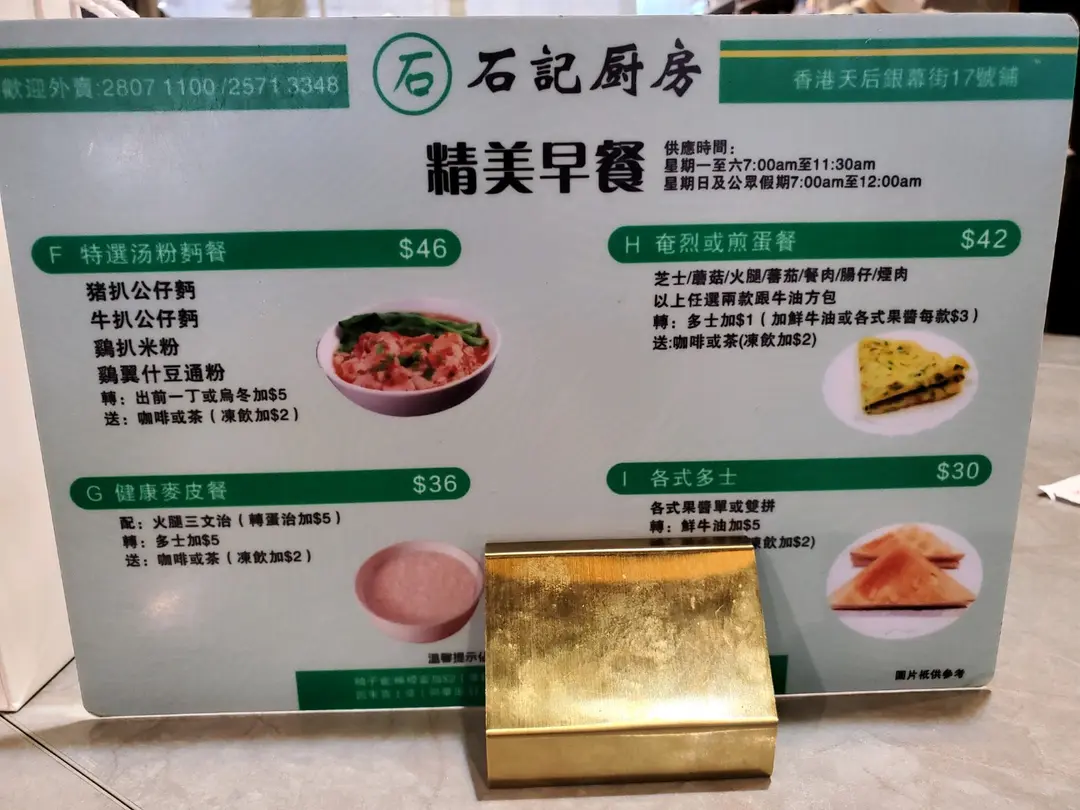 歡迎外賣:2807 1100 /2571 3348
石
石記厨房
香港天后銀幕街17號鋪
精美早餐
供應時間:
星期一至六7:00am至11:30am
星期日及公眾假期7:00am至12:00am
F 特選汤粉麪餐 $46
猪扒公仔麪
牛扒公仔麪
鷄扒米粉
鷄翼什豆通粉
轉：出前一丁或烏冬加$5
送：咖啡或茶（凍飲加$2）
H 奄烈或煎蛋餐 $42
芝士/蘑菇/火腿/蕃茄/餐肉/腸仔/煙肉
以上任選兩款跟牛油方包
轉：多士加$1（加鮮牛油或各式果醬每款$3）
送:咖啡或茶(凍飲加$2)
G 健康麥皮餐 $36
配：火腿三文治（轉蛋治加$5）
轉：多士加$5
送：咖啡或茶（凍飲加$2）
I 各式多士 $30
各式果醬單或雙拼
轉：鮮牛油加$5
凍飲加$2)
溫馨提示
圖片祇供參考